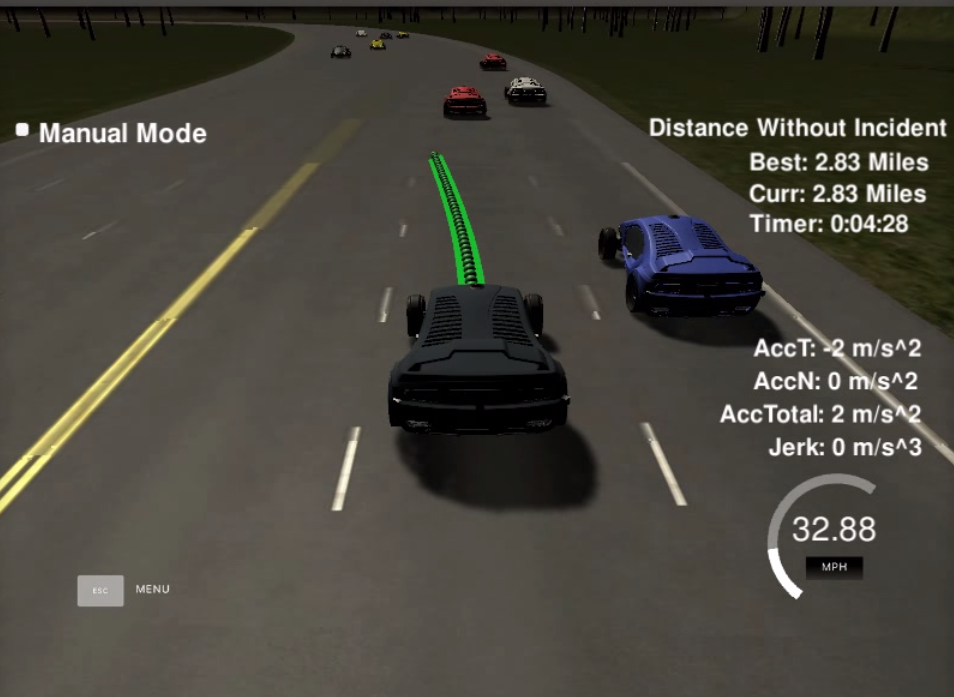 Manual Mode
Distance Without Incident
Best: 2.83 Miles
Curr: 2.83 Miles
Timer: 0:04:28
AccT: -2 m/s^2
AccN: 0 m/s^2
AccTotal: 2 m/s^2
Jerk: 0 m/s^3
32.88
MPH
ESC MENU